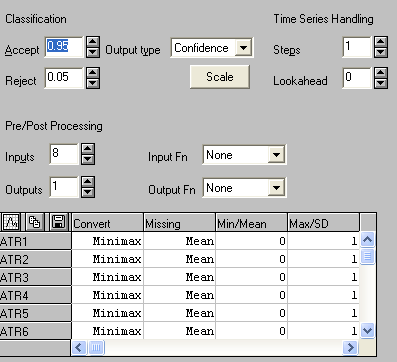 Classification Time Series Handling
Accept 0.95 Output type Confidence Steps 1
Reject 0.05 Scale Lookahead 0
Pre/Post Processing
Inputs 8 Input Fn None
Outputs 1 Output Fn None
Convert Missing Min/Mean Max/SD
ATR1 Minimax Mean 0 1
ATR2 Minimax Mean 0 1
ATR3 Minimax Mean 0 1
ATR4 Minimax Mean 0 1
ATR5 Minimax Mean 0 1
ATR6 Minimax Mean 0 1